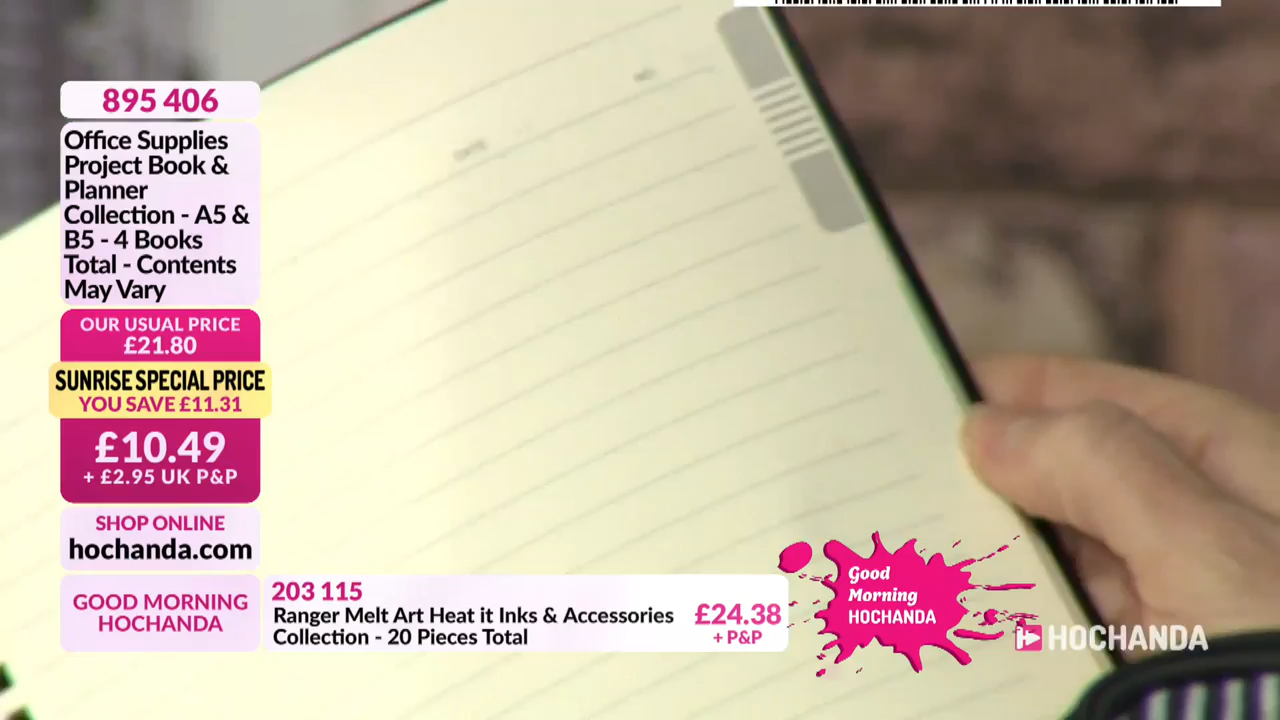 895 406
Office Supplies
Project Book &
Planner
Collection - A5 &
B5 - 4 Books
Total - Contents
May Vary
OUR USUAL PRICE
£21.80
SUNRISE SPECIAL PRICE
YOU SAVE £11.31
£10.49
+ £2.95 UK P&P
SHOP ONLINE
hochanda.com
GOOD MORNING
HOCHANDA
203 115
Ranger Melt Art Heat it Inks & Accessories
Collection - 20 Pieces Total
£24.38
+ P&P
Good
Morning
HOCHANDA
HOCHANDA